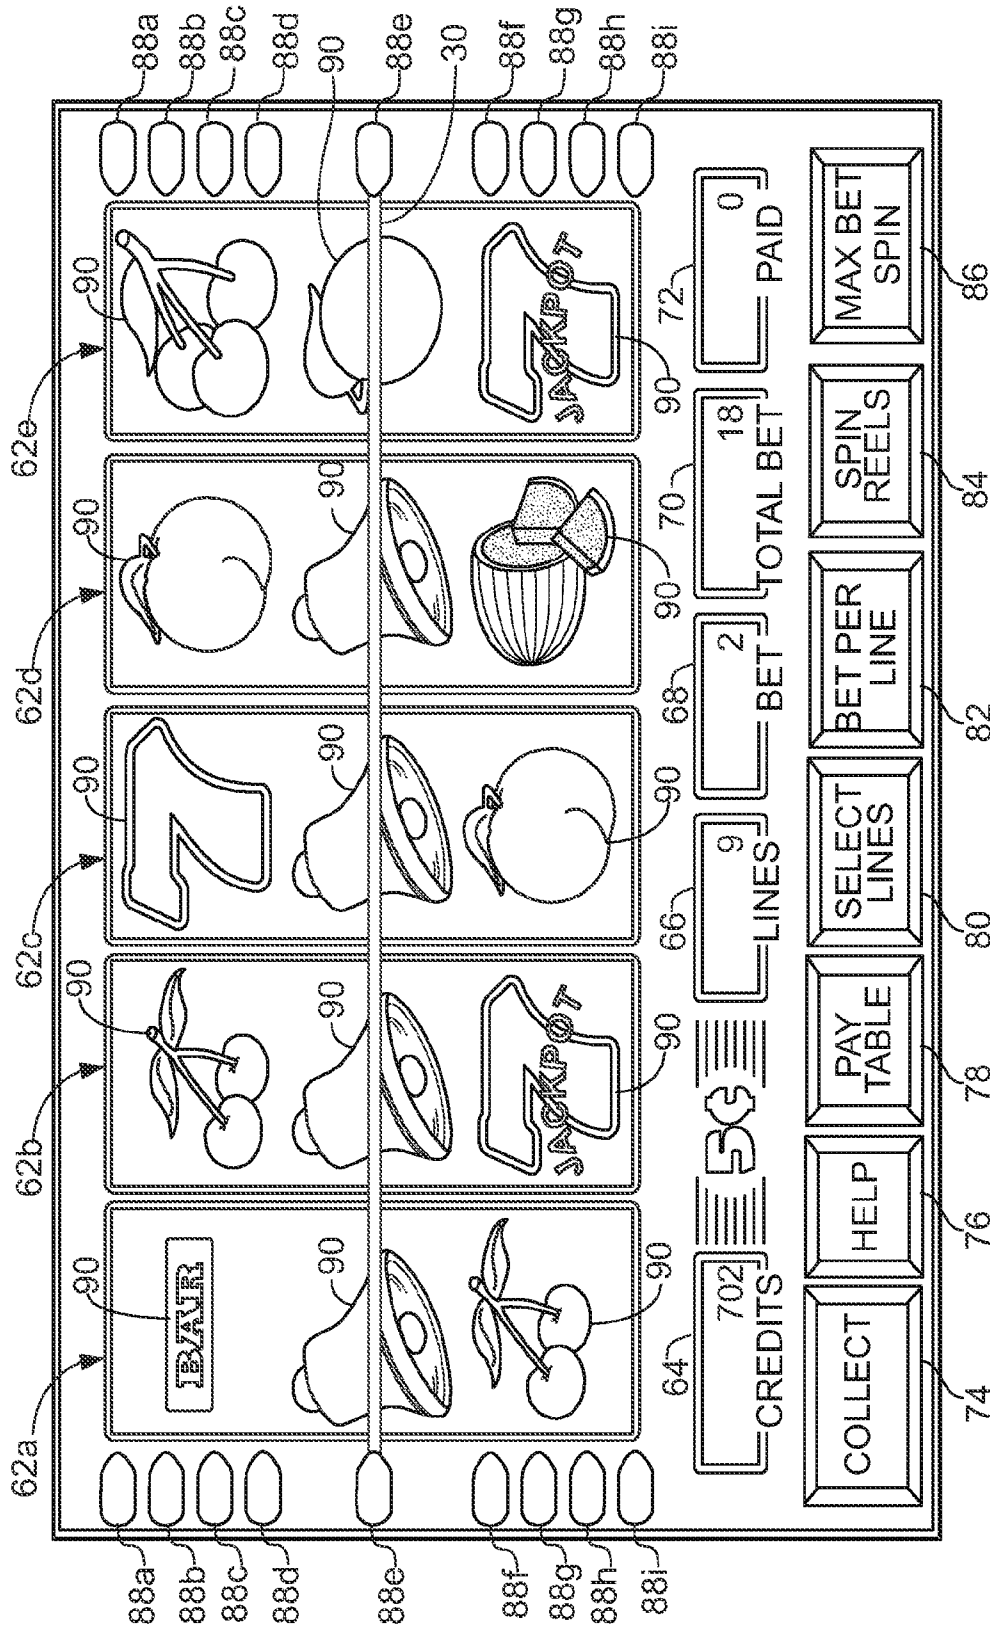 62a
62b
62c
62d
62e
88a
88b
88c
88d
88e
88f
88g
88h
88i
88a
88b
88c
88d
88e
30
88f
88g
88h
88i
BAR
90
90
90
90
90
90
90
90
90
90
90
90
JACKPOT
90
90
90
JACKPOT
90
64
702
CREDITS
5¢
66
9
LINES
68
2
BET
70
18
TOTAL BET
72
0
PAID
COLLECT
HELP
PAY
TABLE
SELECT
LINES
BET PER
LINE
SPIN
REELS
MAX BET
SPIN
74
76
78
80
82
84
86